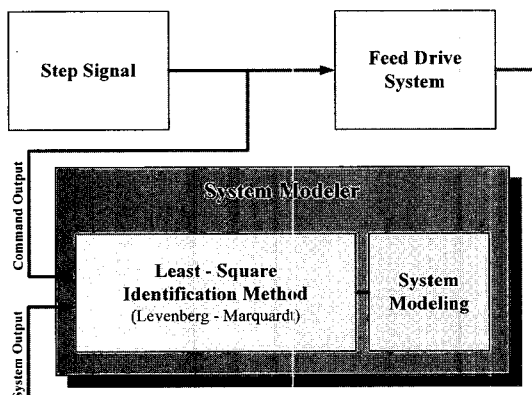 Step Signal
Feed Drive
System
Command Output
System Modeler
Least - Square
Identification Method
(Levenberg - Marquardt)
System
Modeling
System Output